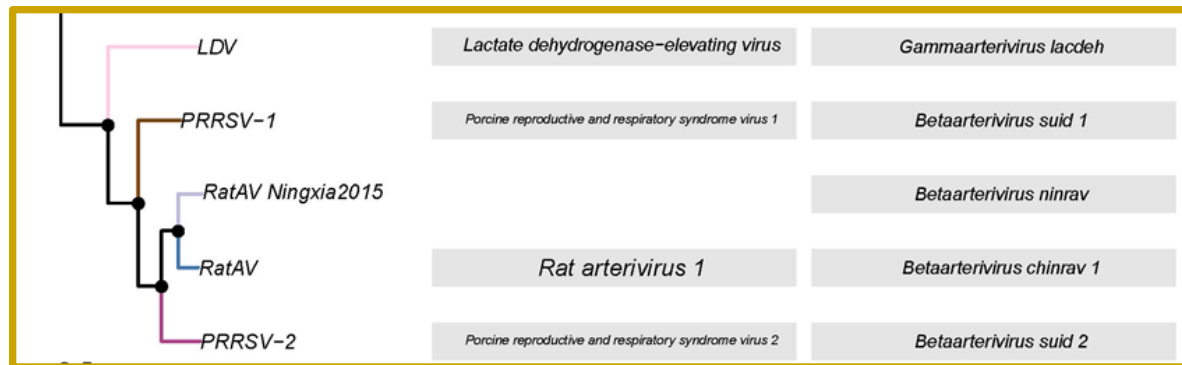 LDV Lactate dehydrogenase-elevating virus Gammaarterivirus lacdeh
PRRSV-1 Porcine reproductive and respiratory syndrome virus 1 Betaarterivirus suid 1
RatAV Ningxia2015 Betaarterivirus ninrav
RatAV Rat arterivirus 1 Betaarterivirus chinrav 1
PRRSV-2 Porcine reproductive and respiratory syndrome virus 2 Betaarterivirus suid 2